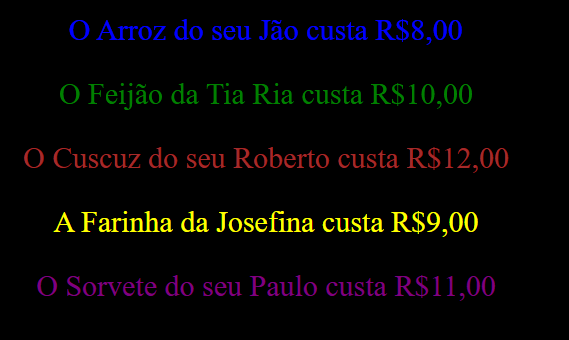 O Arroz do seu Jão custa R$8,00
O Feijão da Tia Ria custa R$10,00
O Cuscuz do seu Roberto custa R$12,00
A Farinha da Josefina custa R$9,00
O Sorvete do seu Paulo custa R$11,00